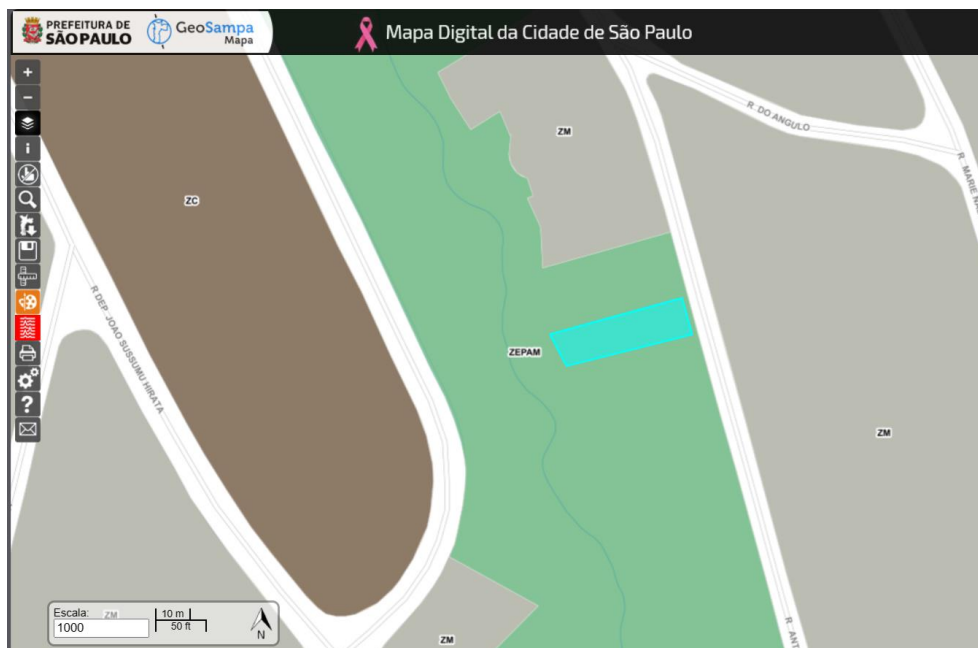 PREFEITURA DE
SÃO PAULO
GeoSampa
Mapa
Mapa Digital da Cidade de São Paulo
+
−
i
?
ZC
ZM
R DO ANGULO
R MARIE
R DEP. JOAO SUSSUMU HIRATA
ZEPAM
ZM
R ANT
Escala:
ZM
1000
10 m
50 ft
N
ZM